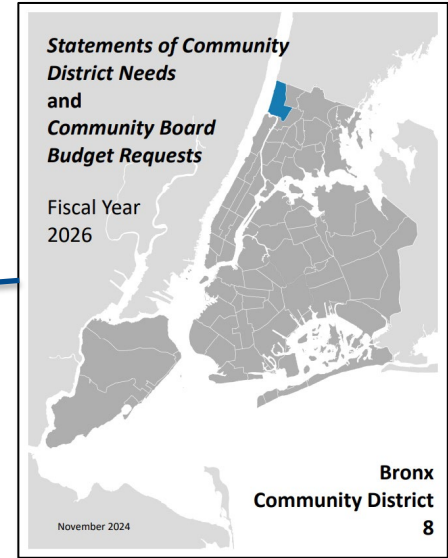 Statements of Community
District Needs
and
Community Board
Budget Requests
Fiscal Year
2026
Bronx
Community District
8
November 2024